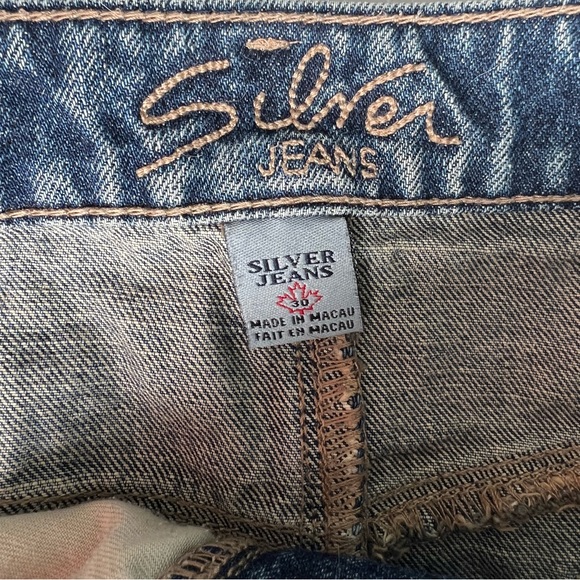 Silver
JEANS
SILVER
JEANS
30
MADE IN MACAU
FAIT EN MACAU